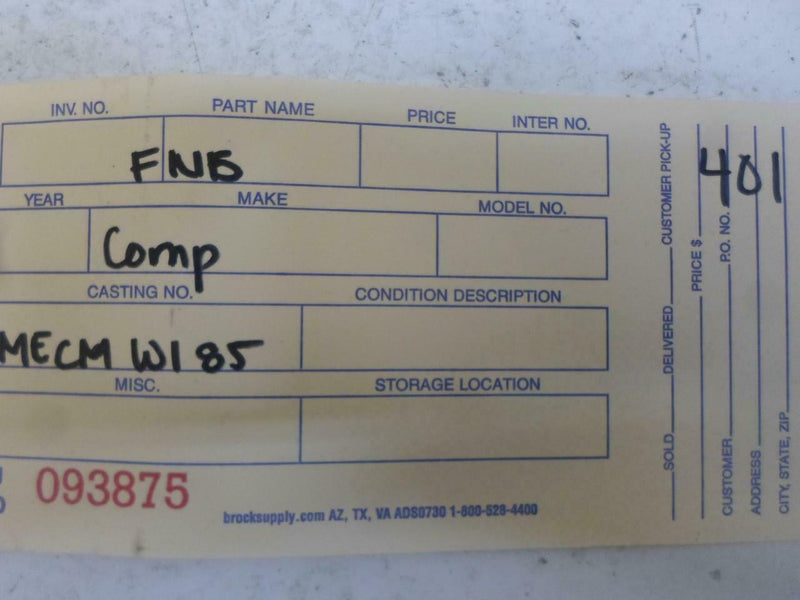 INV. NO. PART NAME PRICE INTER NO.
FNB
YEAR MAKE MODEL NO.
Comp
CASTING NO. CONDITION DESCRIPTION
MECM W185
MISC. STORAGE LOCATION
093875
brocksupply.com AZ, TX, VA ADS0730 1-800-528-4400
SOLD DELIVERED CUSTOMER PICK-UP
PRICE $ 401
CUSTOMER P.O. NO.
ADDRESS
CITY, STATE, ZIP